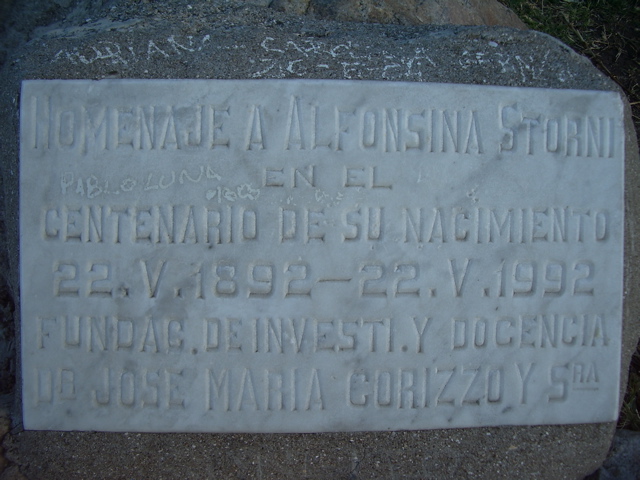 HOMENAJE A ALFONSINA STORNI
EN EL
PABLO LUNA
CENTENARIO DE SU NACIMIENTO
22.V.1892-22.V.1992
FUNDAC. DE INVESTI. Y DOCENCIA
DR JOSE MARIA CORIZZO Y SRA